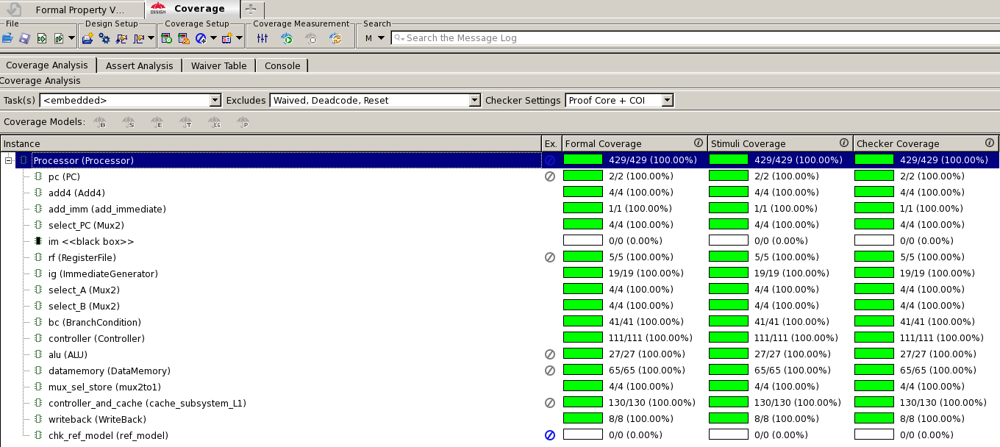 Formal Property V...
DESIGN Coverage
File Design Setup Coverage Setup Coverage Measurement Search
M Search the Message Log
Coverage Analysis Assert Analysis Waiver Table Console
Coverage Analysis
Task(s) <embedded> Excludes Waived, Deadcode, Reset Checker Settings Proof Core + COI
Coverage Models: B S E T CG P
Instance Ex. Formal Coverage Stimuli Coverage Checker Coverage
Processor (Processor) 429/429 (100.00%) 429/429 (100.00%) 429/429 (100.00%)
pc (PC) 2/2 (100.00%) 2/2 (100.00%) 2/2 (100.00%)
add4 (Add4) 4/4 (100.00%) 4/4 (100.00%) 4/4 (100.00%)
add_imm (add_immediate) 1/1 (100.00%) 1/1 (100.00%) 1/1 (100.00%)
select_PC (Mux2) 4/4 (100.00%) 4/4 (100.00%) 4/4 (100.00%)
im <<black box>> 0/0 (0.00%) 0/0 (0.00%) 0/0 (0.00%)
rf (RegisterFile) 5/5 (100.00%) 5/5 (100.00%) 5/5 (100.00%)
ig (ImmediateGenerator) 19/19 (100.00%) 19/19 (100.00%) 19/19 (100.00%)
select_A (Mux2) 4/4 (100.00%) 4/4 (100.00%) 4/4 (100.00%)
select_B (Mux2) 4/4 (100.00%) 4/4 (100.00%) 4/4 (100.00%)
bc (BranchCondition) 41/41 (100.00%) 41/41 (100.00%) 41/41 (100.00%)
controller (Controller) 111/111 (100.00%) 111/111 (100.00%) 111/111 (100.00%)
alu (ALU) 27/27 (100.00%) 27/27 (100.00%) 27/27 (100.00%)
datamemory (DataMemory) 65/65 (100.00%) 65/65 (100.00%) 65/65 (100.00%)
mux_sel_store (mux2to1) 4/4 (100.00%) 4/4 (100.00%) 4/4 (100.00%)
controller_and_cache (cache_subsystem_L1) 130/130 (100.00%) 130/130 (100.00%) 130/130 (100.00%)
writeback (WriteBack) 8/8 (100.00%) 8/8 (100.00%) 8/8 (100.00%)
chk_ref_model (ref_model) 0/0 (0.00%) 0/0 (0.00%) 0/0 (0.00%)